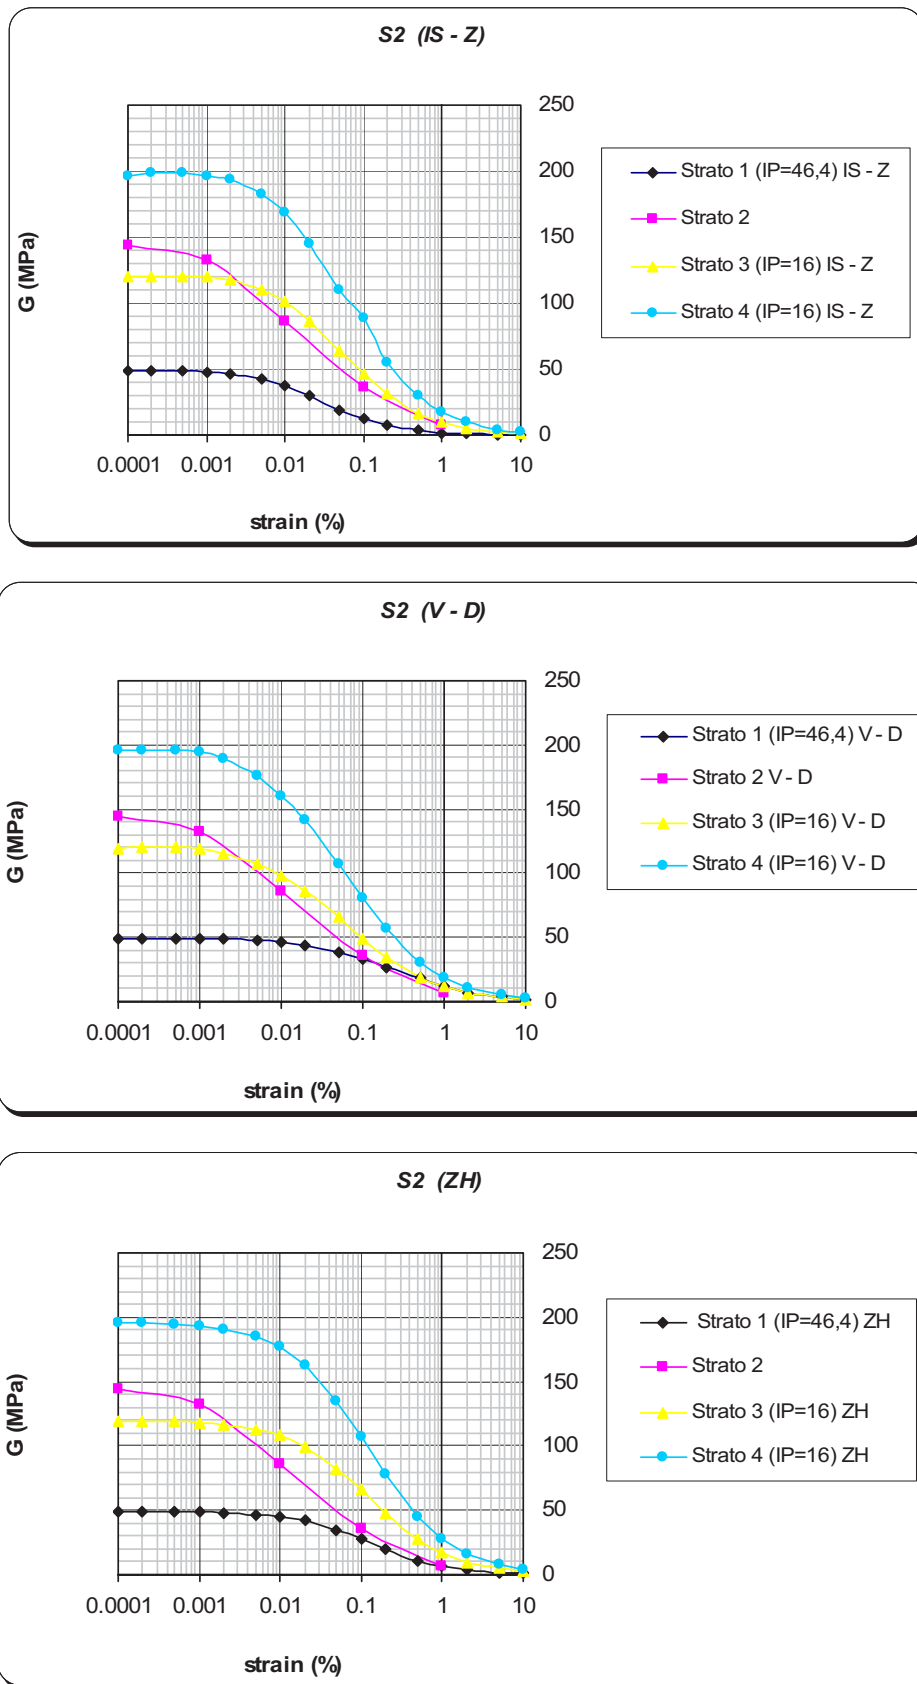 S2 (IS - Z)
250
200
150
100
50
0
G (MPa)
0.0001 0.001 0.01 0.1 1 10
strain (%)
Strato 1 (IP=46,4) IS - Z
Strato 2
Strato 3 (IP=16) IS - Z
Strato 4 (IP=16) IS - Z
S2 (V - D)
250
200
150
100
50
0
G (MPa)
0.0001 0.001 0.01 0.1 1 10
strain (%)
Strato 1 (IP=46,4) V - D
Strato 2 V - D
Strato 3 (IP=16) V - D
Strato 4 (IP=16) V - D
S2 (ZH)
250
200
150
100
50
0
G (MPa)
0.0001 0.001 0.01 0.1 1 10
strain (%)
Strato 1 (IP=46,4) ZH
Strato 2
Strato 3 (IP=16) ZH
Strato 4 (IP=16) ZH